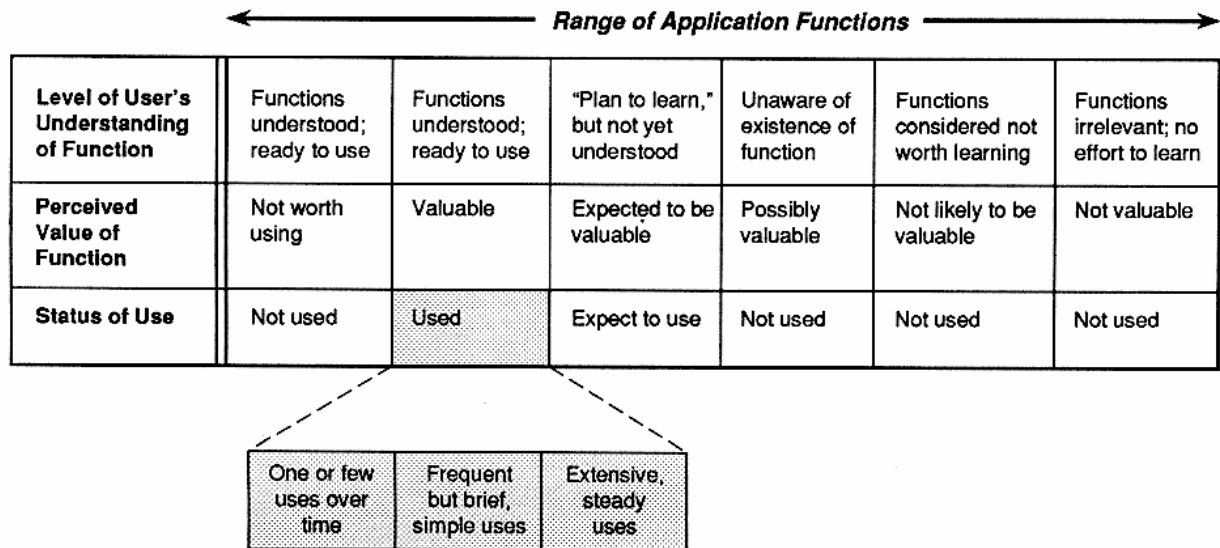 Range of Application Functions
Level of User's
Understanding
of Function
Functions
understood;
ready to use
Functions
understood;
ready to use
“Plan to learn,”
but not yet
understood
Unaware of
existence of
function
Functions
considered not
worth learning
Functions
irrelevant; no
effort to learn
Perceived
Value of
Function
Not worth
using
Valuable
Expected to be
valuable
Possibly
valuable
Not likely to be
valuable
Not valuable
Status of Use
Not used
Used
Expect to use
Not used
Not used
Not used
One or few
uses over
time
Frequent
but brief,
simple uses
Extensive,
steady
uses